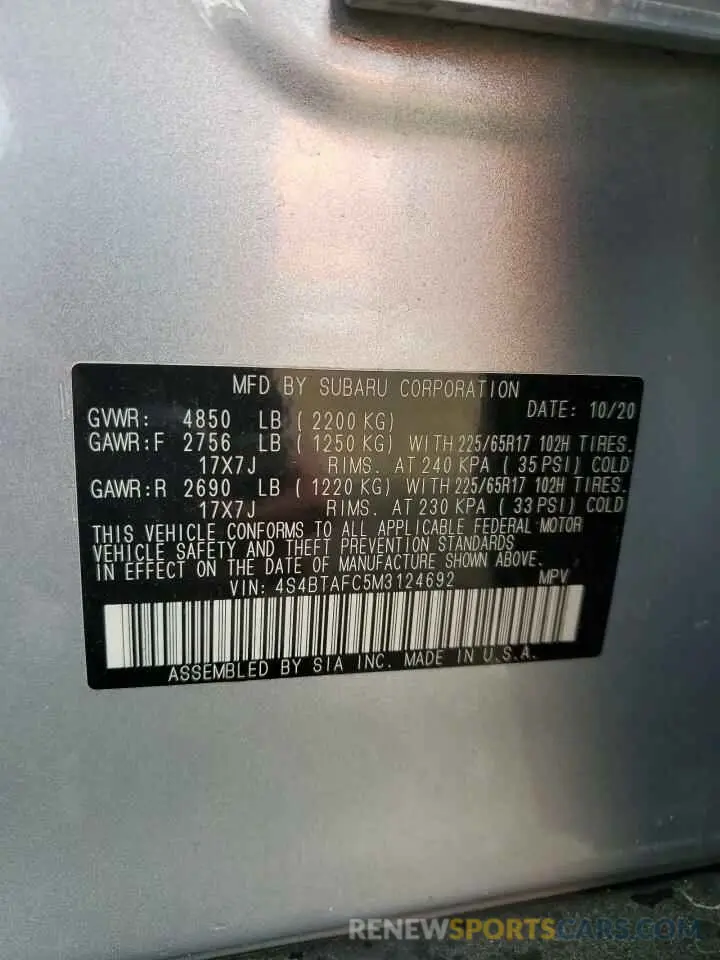 MFD BY SUBARU CORPORATION
DATE: 10/20
GVWR: 4850 LB (2200 KG)
GAWR:F 2756 LB (1250 KG) WITH 225/65R17 102H TIRES.
17X7J RIMS. AT 240 KPA (35 PSI) COLD
GAWR:R 2690 LB (1220 KG) WITH 225/65R17 102H TIRES.
17X7J RIMS. AT 230 KPA (33 PSI) COLD
THIS VEHICLE CONFORMS TO ALL APPLICABLE FEDERAL MOTOR
VEHICLE SAFETY AND THEFT PREVENTION STANDARDS
IN EFFECT ON THE DATE OF MANUFACTURE SHOWN ABOVE.
VIN: 4S4BTAFC5M3124692 MPV
ASSEMBLED BY SIA INC. MADE IN U.S.A.
RENEWSPORTSCARS.COM